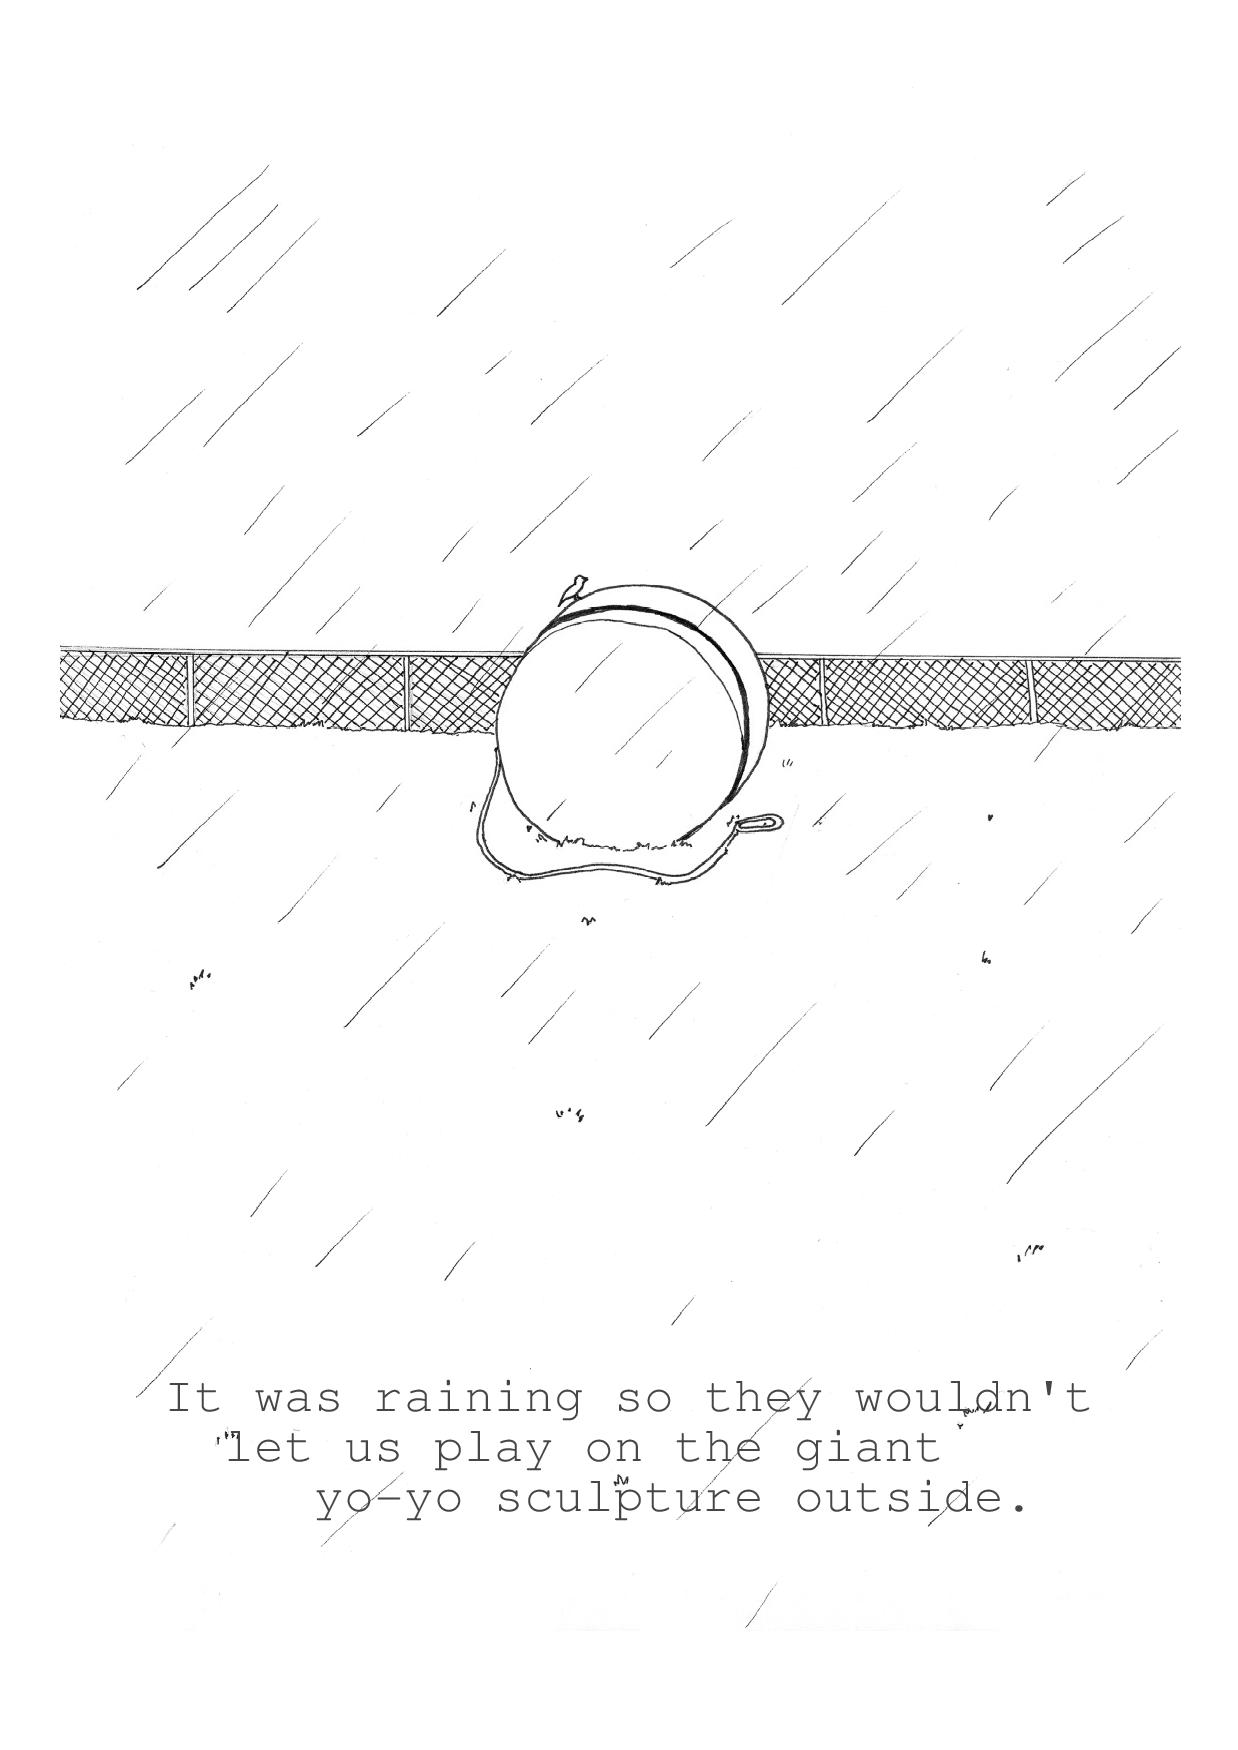 It was raining so they wouldn't
let us play on the giant
yo-yo sculpture outside.